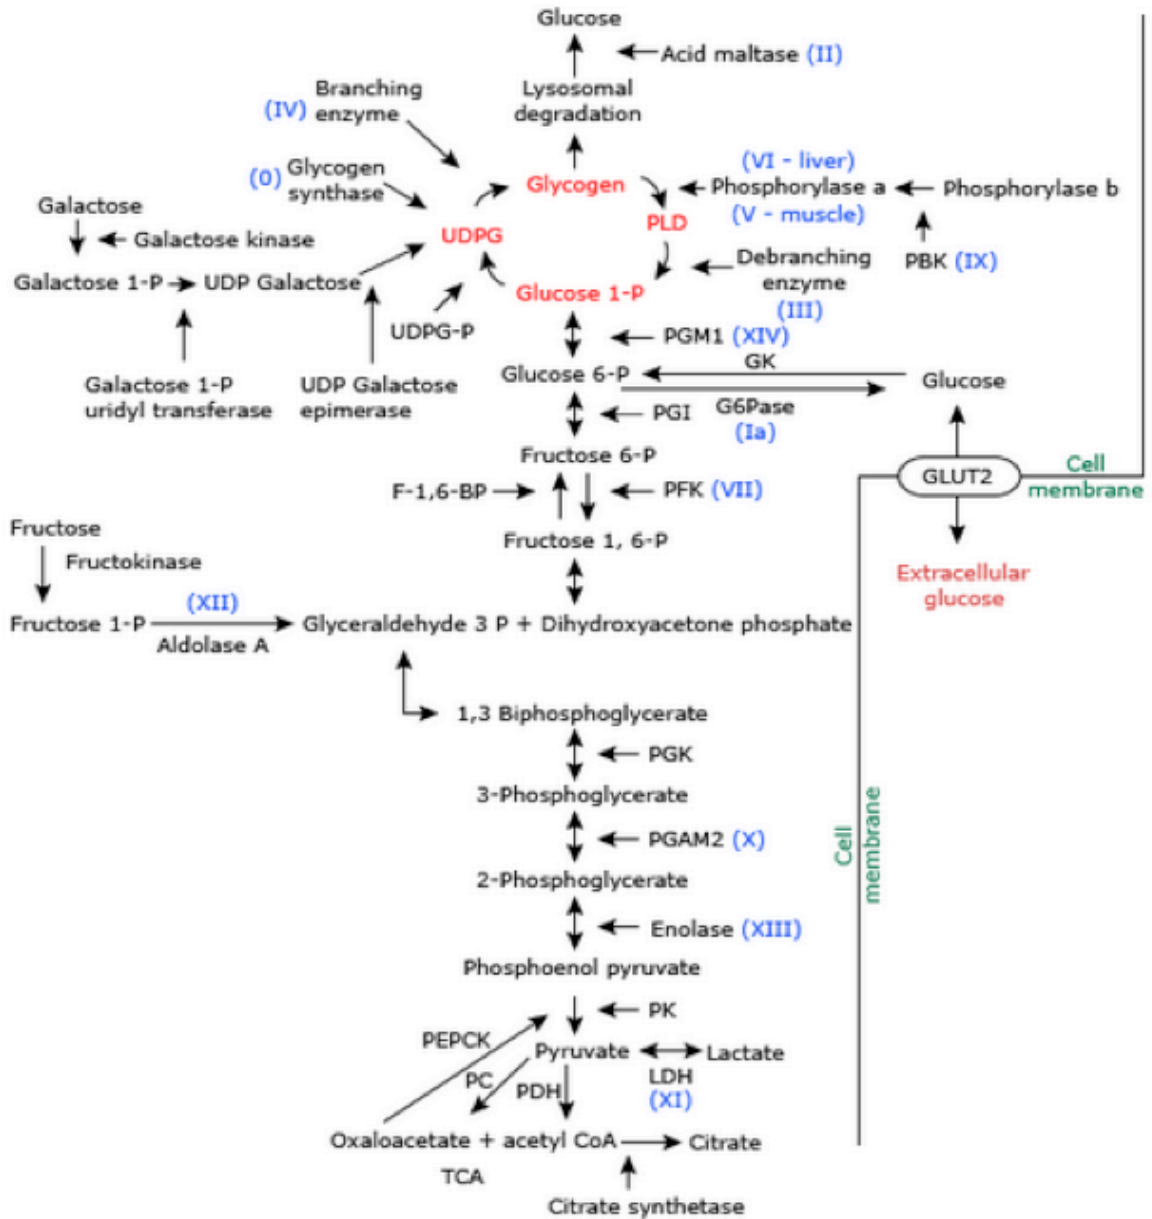 Glucose
Acid maltase (II)
Lysosomal
degradation
Branching
enzyme
(IV)
(0) Glycogen
synthase
Glycogen
(VI - liver)
Phosphorylase a
(V - muscle)
Phosphorylase b
PBK (IX)
PLD
UDPG
Debranching
enzyme
(III)
Glucose 1-P
Galactose
Galactose kinase
Galactose 1-P
UDP Galactose
UDPG-P
Galactose 1-P
uridyl transferase
UDP Galactose
epimerase
PGM1 (XIV)
Glucose 6-P
GK
Glucose
G6Pase
(Ia)
PGI
Fructose 6-P
GLUT2
Cell
membrane
F-1,6-BP
PFK (VII)
Fructose 1, 6-P
Extracellular
glucose
Fructose
Fructokinase
Fructose 1-P
(XII)
Aldolase A
Glyceraldehyde 3 P + Dihydroxyacetone phosphate
1,3 Biphosphoglycerate
PGK
3-Phosphoglycerate
PGAM2 (X)
Cell
membrane
2-Phosphoglycerate
Enolase (XIII)
Phosphoenol pyruvate
PK
PEPCK
Pyruvate
Lactate
LDH
(XI)
PC
PDH
Oxaloacetate + acetyl CoA
Citrate
TCA
Citrate synthetase